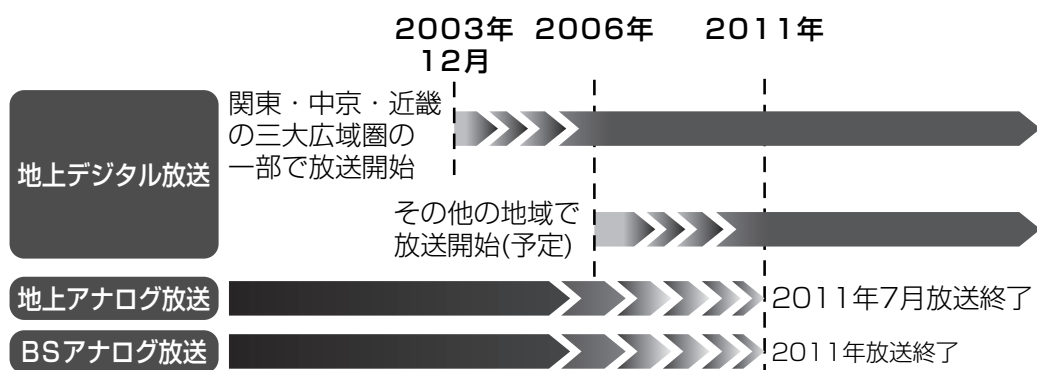 2003年 2006年 2011年
12月
関東・中京・近畿
の三大広域圏の
一部で放送開始
地上デジタル放送
その他の地域で
放送開始(予定)
地上アナログ放送
2011年7月放送終了
BSアナログ放送
2011年放送終了